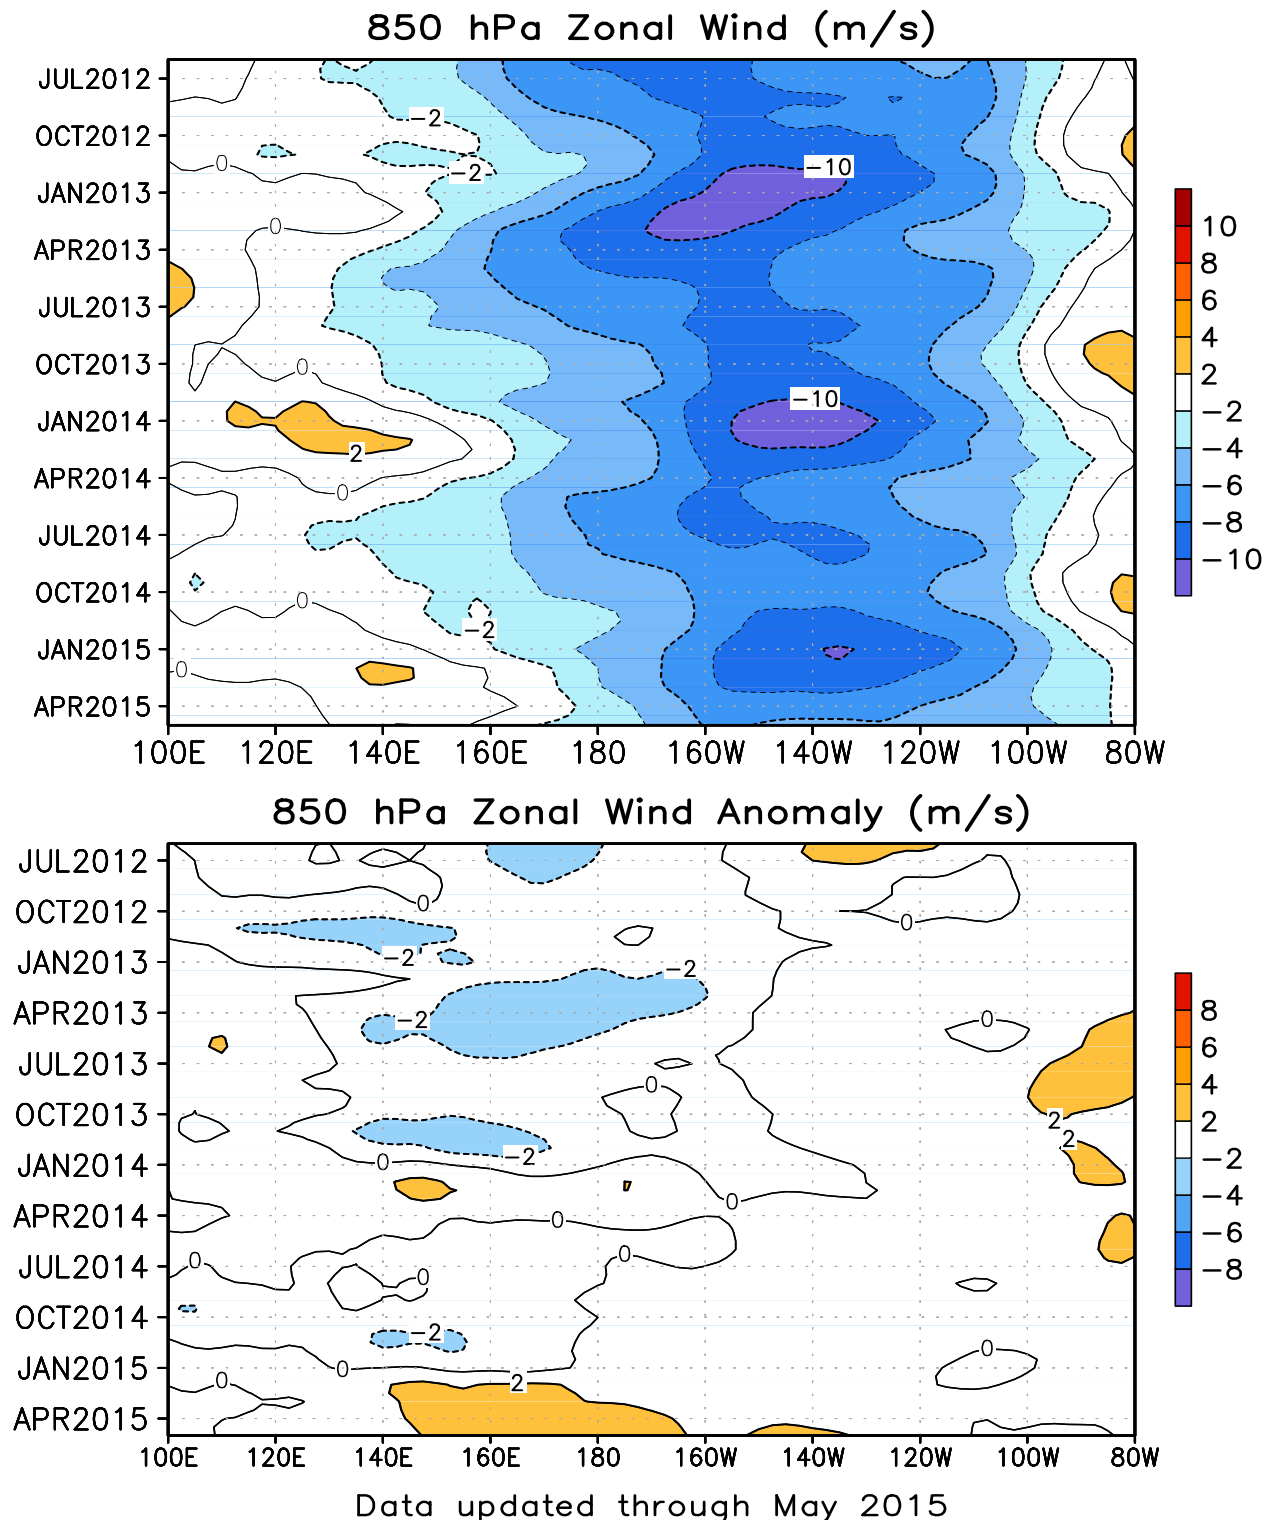 850 hPa Zonal Wind (m/s)
JUL2012
OCT2012
JAN2013
APR2013
JUL2013
OCT2013
JAN2014
APR2014
JUL2014
OCT2014
JAN2015
APR2015
-2
0
-2
-10
0
0
-10
2
0
0
-2
0
100E 120E 140E 160E 180 160W 140W 120W 100W 80W
10
8
6
4
2
-2
-4
-6
-8
-10
850 hPa Zonal Wind Anomaly (m/s)
JUL2012
OCT2012
JAN2013
APR2013
JUL2013
OCT2013
JAN2014
APR2014
JUL2014
OCT2014
JAN2015
APR2015
0
0
-2
-2
-2
0
0
2
2
-2
0
0
0
0
0
0
-2
0
0
0
2
100E 120E 140E 160E 180 160W 140W 120W 100W 80W
8
6
4
2
-2
-4
-6
-8
Data updated through May 2015